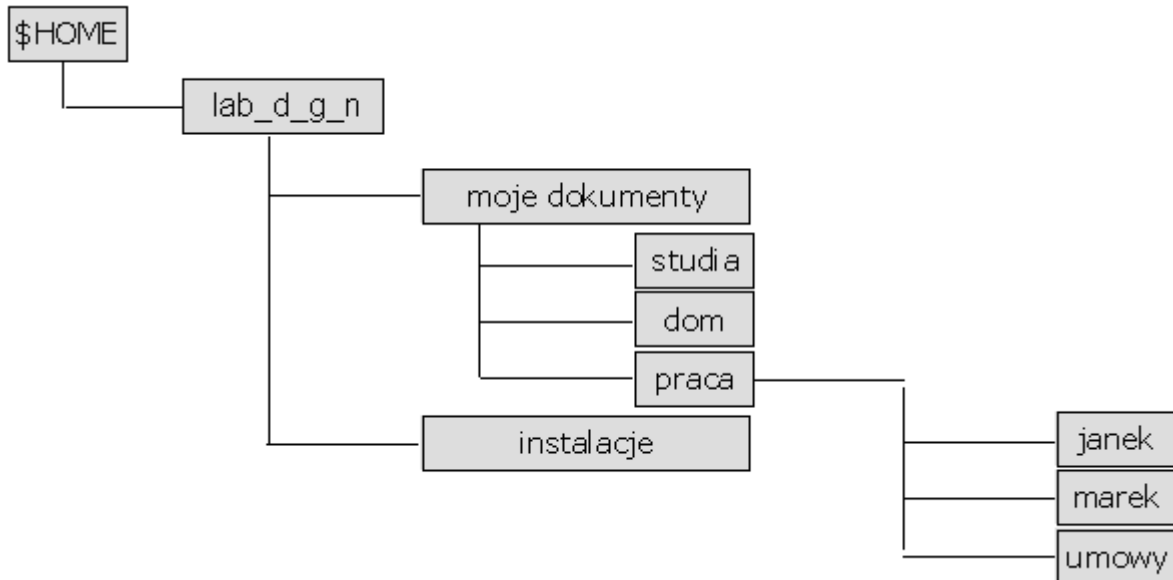 $HOME
lab_d_g_n
moje dokumenty
studia
dom
praca
instalacje
janek
marek
umowy